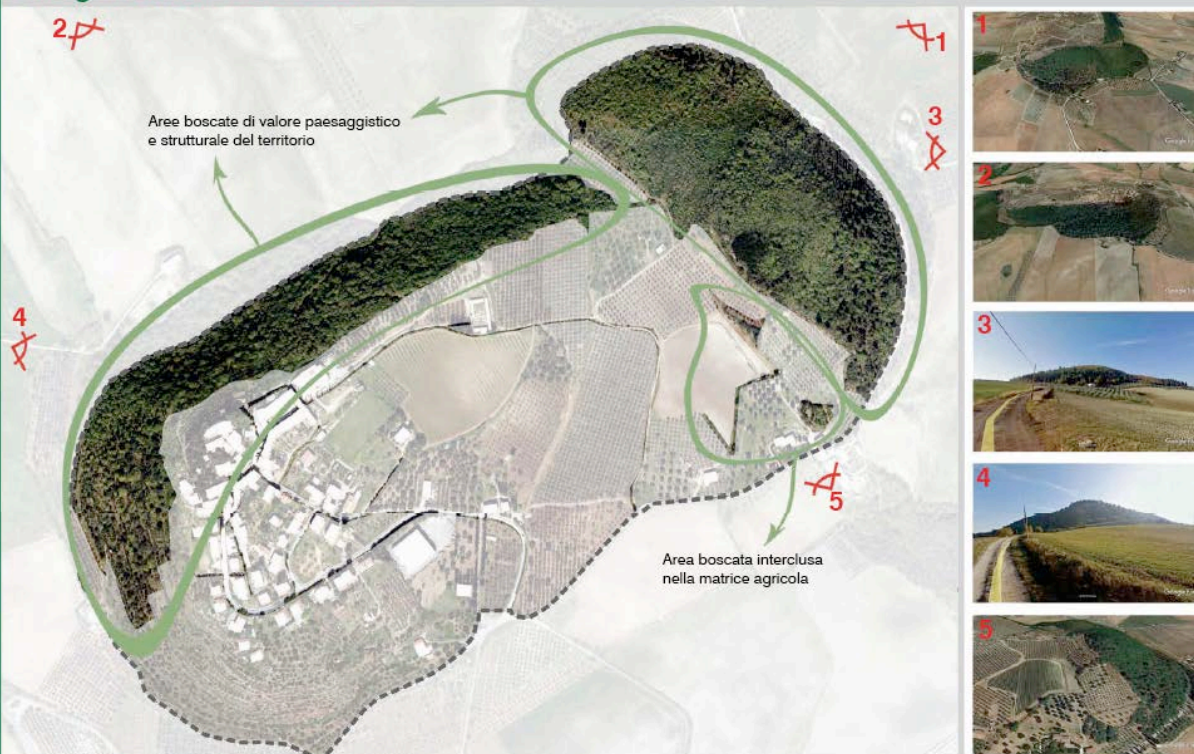 2
1
Aree boscate di valore paesaggistico
e strutturale del territorio
3
4
5
Area boscata interclusa
nella matrice agricola
1
2
3
4
5